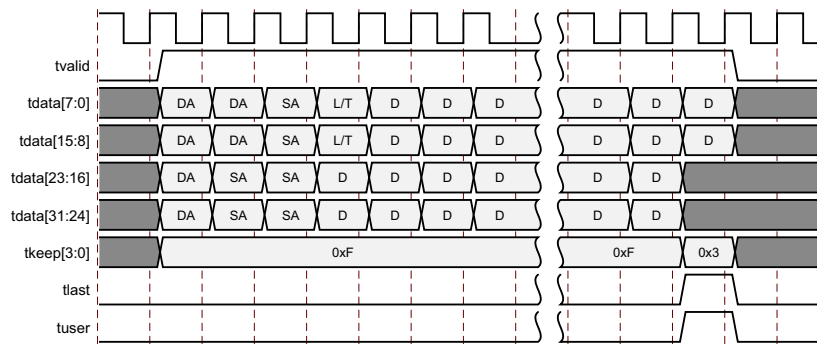 tvalid
tdata[7:0] DA DA SA L/T D D D D D D
tdata[15:8] DA DA SA L/T D D D D D D
tdata[23:16] DA SA SA D D D D D D
tdata[31:24] DA SA SA D D D D D D
tkeep[3:0] 0xF 0xF 0x3
tlast
tuser